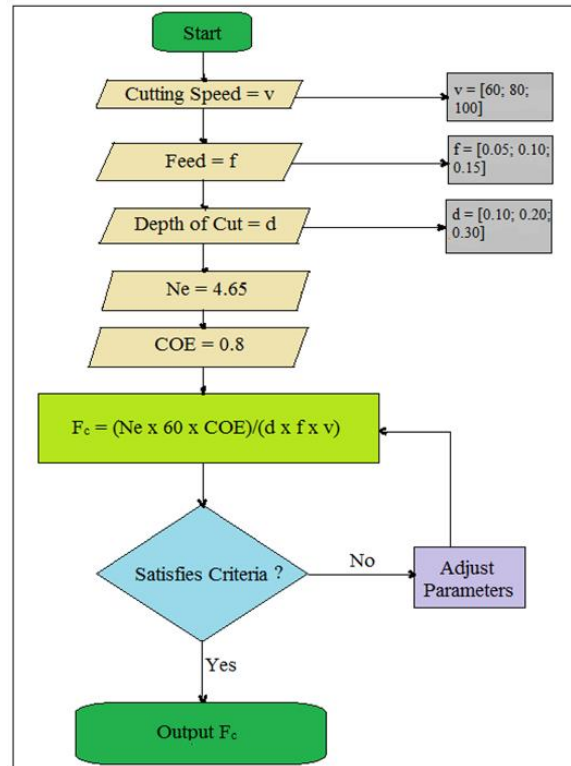 Start
Cutting Speed = v
v = [60; 80;
100]
Feed = f
f = [0.05; 0.10;
0.15]
Depth of Cut = d
d = [0.10; 0.20;
0.30]
Ne = 4.65
COE = 0.8
Fc = (Ne x 60 x COE)/(d x f x v)
Satisfies Criteria ?
No
Adjust
Parameters
Yes
Output Fc